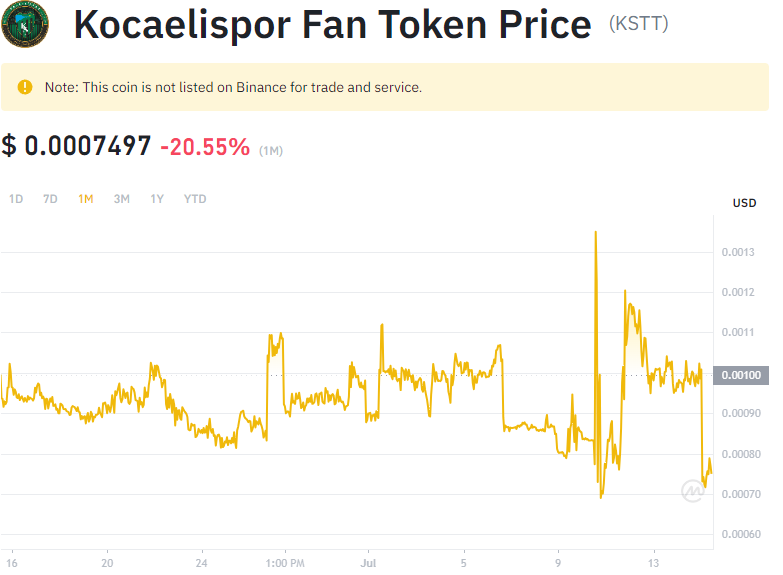 Kocaelispor Fan Token Price (KSTT)
Note: This coin is not listed on Binance for trade and service.
$ 0.0007497 -20.55% (1M)
1D 7D 1M 3M 1Y YTD
USD
0.0013
0.0012
0.0011
0.00100
0.00090
0.00080
0.00070
0.00060
16 20 24 1:00 PM Jul 5 9 13